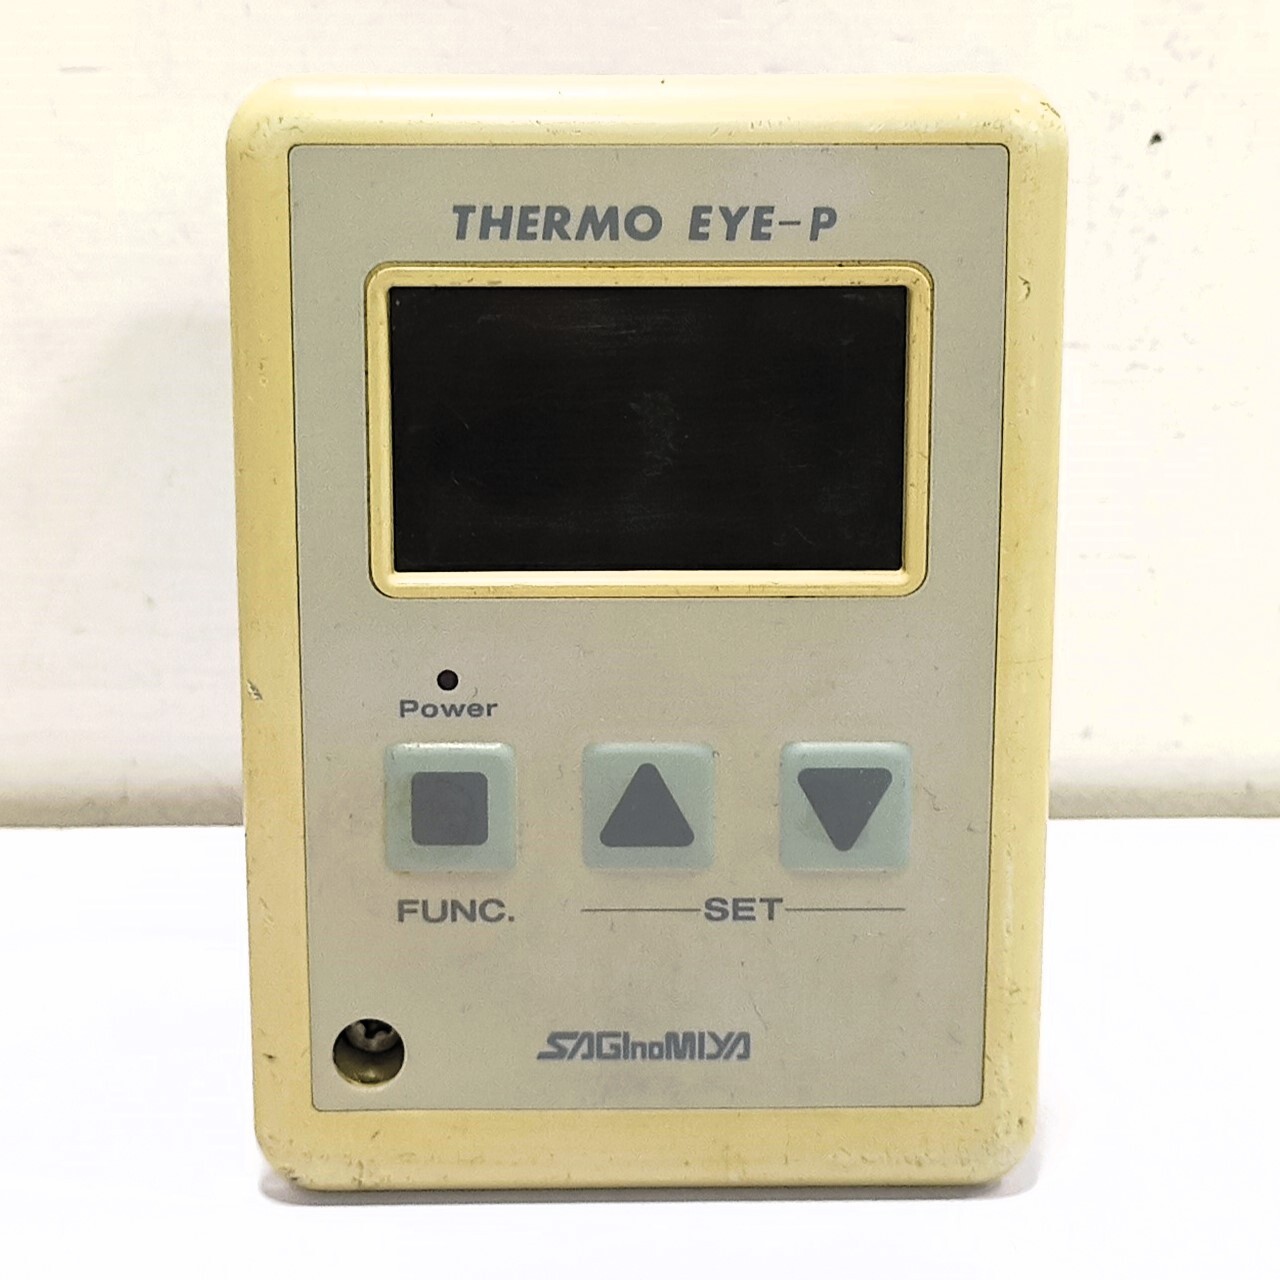 THERMO EYE-P
Power
FUNC.
SET
SAGInoMIYA